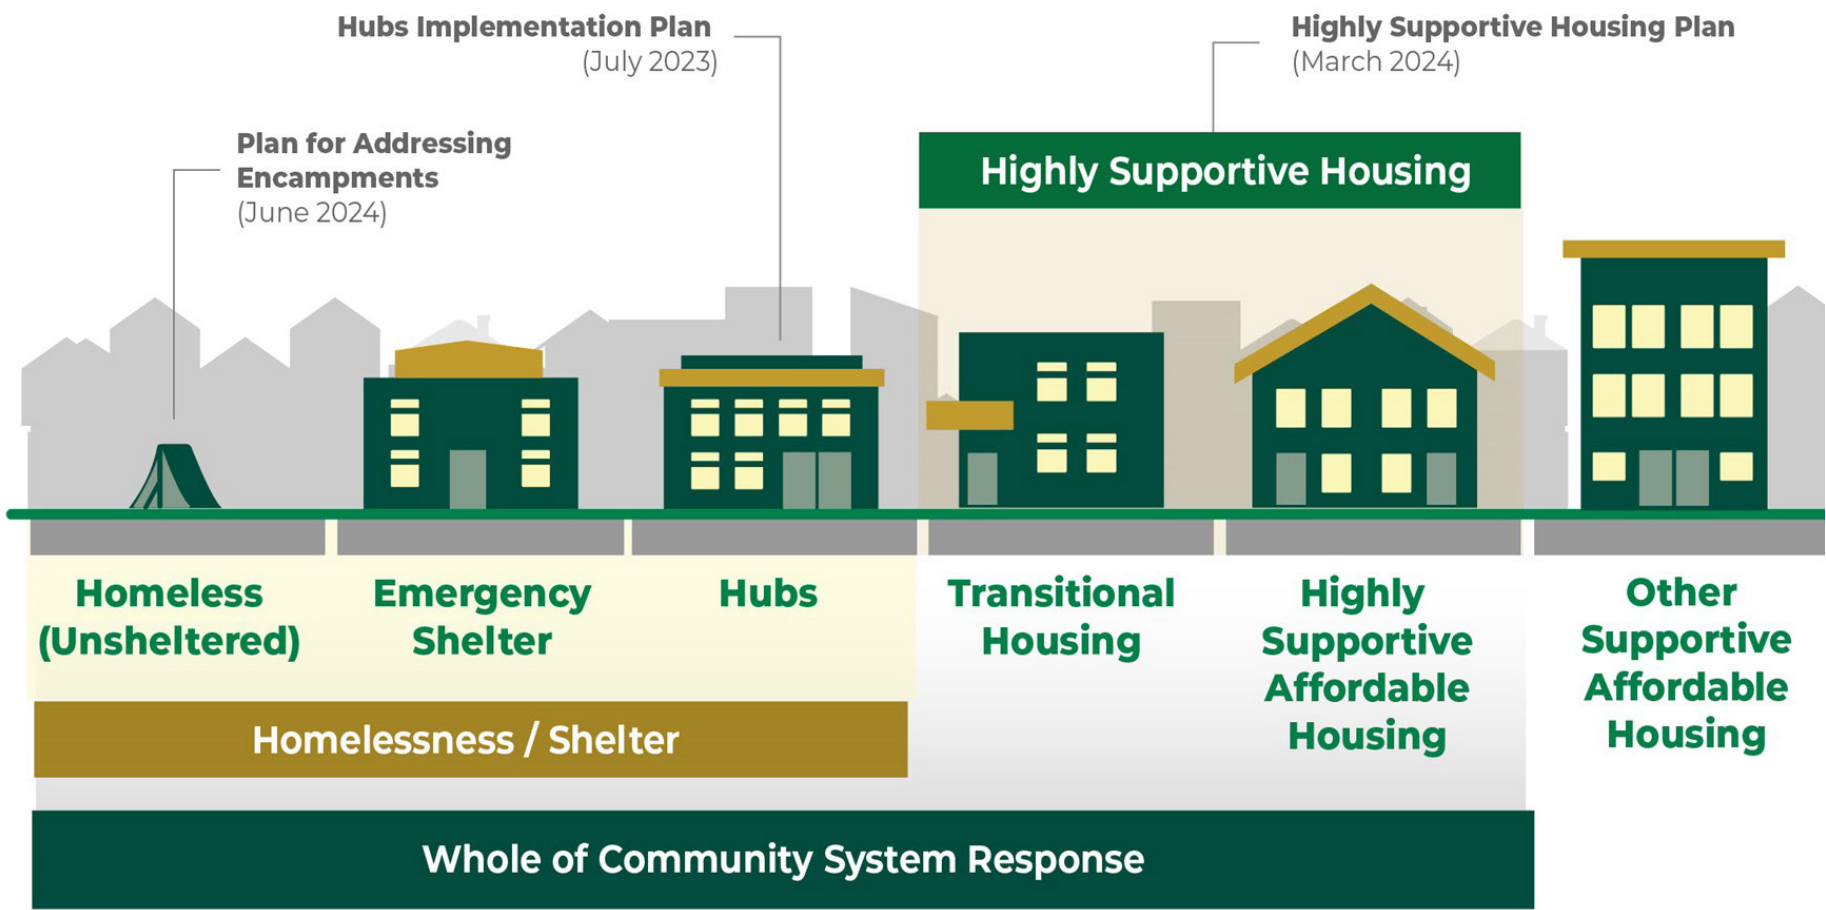 Hubs Implementation Plan
(July 2023)
Highly Supportive Housing Plan
(March 2024)
Plan for Addressing
Encampments
(June 2024)
Highly Supportive Housing
Homeless
(Unsheltered)
Emergency
Shelter
Hubs
Transitional
Housing
Highly
Supportive
Affordable
Housing
Other
Supportive
Affordable
Housing
Homelessness / Shelter
Whole of Community System Response